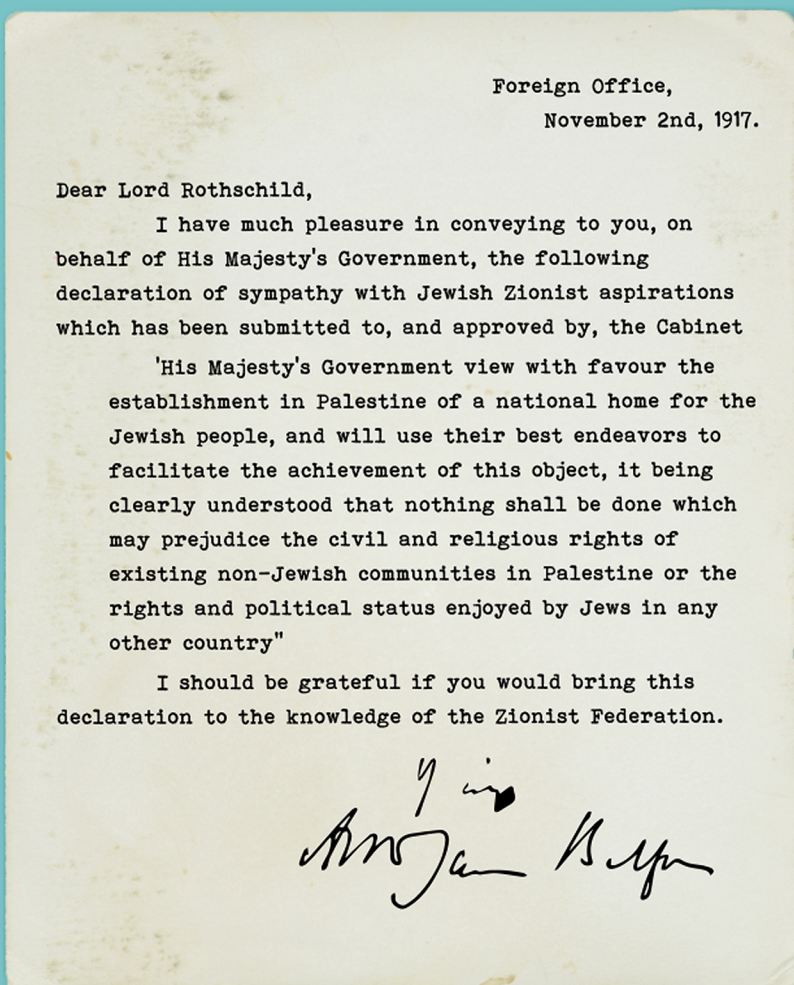 Foreign Office,
November 2nd, 1917.
Dear Lord Rothschild,
I have much pleasure in conveying to you, on
behalf of His Majesty's Government, the following
declaration of sympathy with Jewish Zionist aspirations
which has been submitted to, and approved by, the Cabinet
'His Majesty's Government view with favour the
establishment in Palestine of a national home for the
Jewish people, and will use their best endeavors to
facilitate the achievement of this object, it being
clearly understood that nothing shall be done which
may prejudice the civil and religious rights of
existing non-Jewish communities in Palestine or the
rights and political status enjoyed by Jews in any
other country"
I should be grateful if you would bring this
declaration to the knowledge of the Zionist Federation.